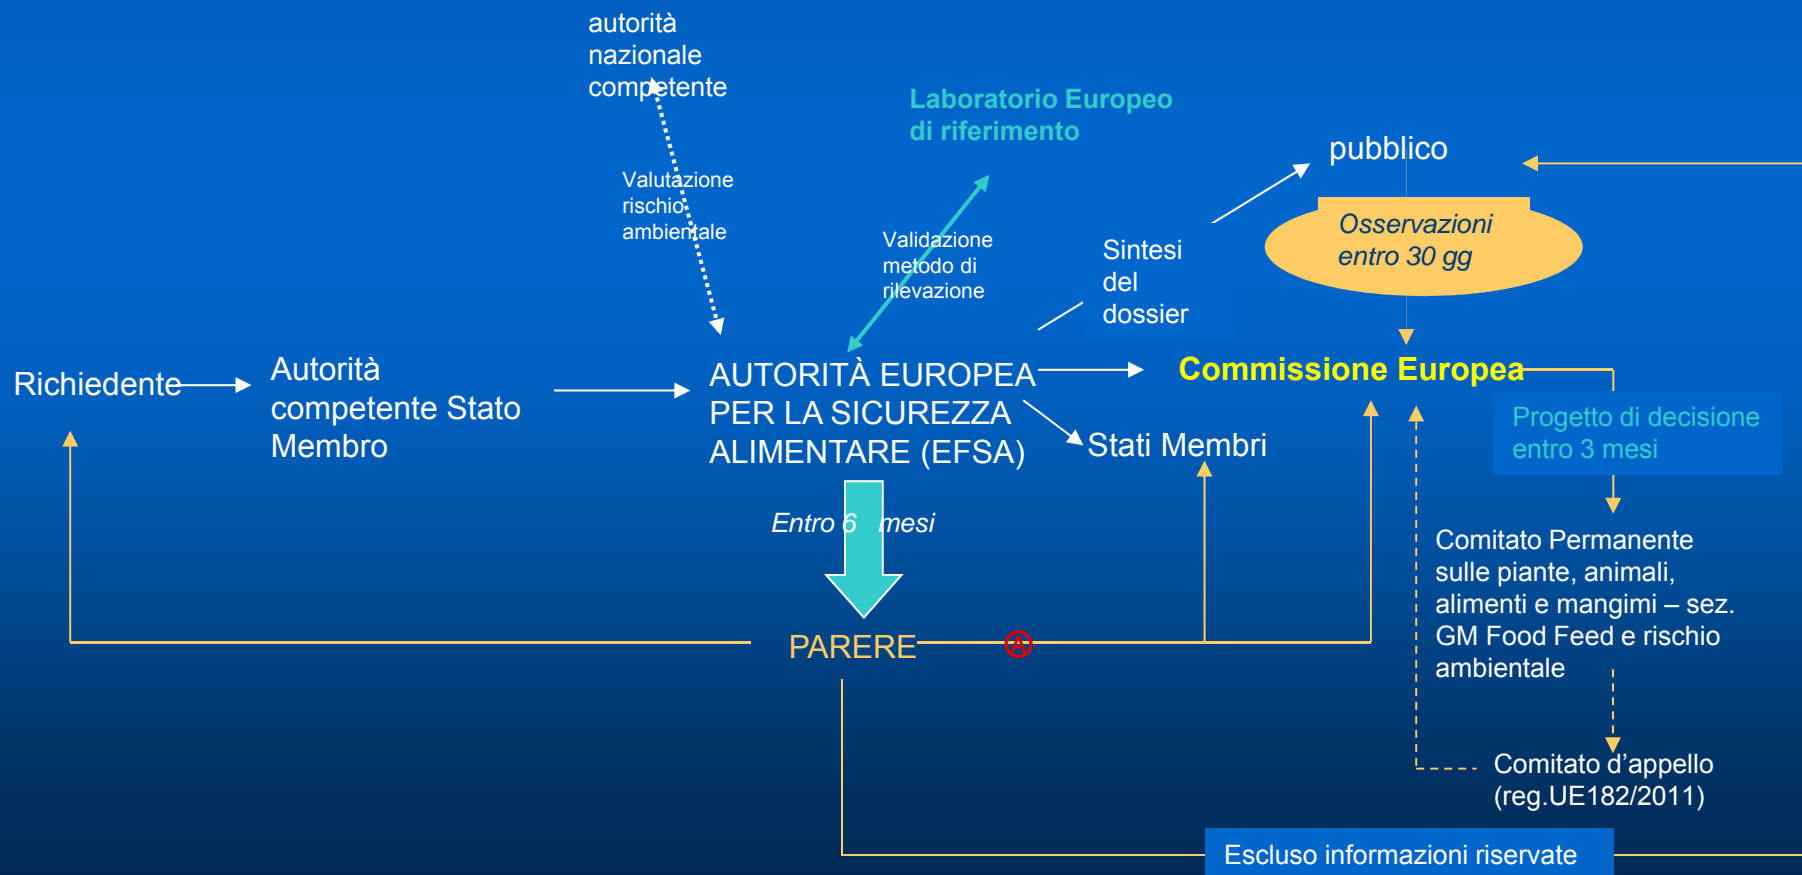 autorità
nazionale
competente
Laboratorio Europeo
di riferimento
pubblico
Valutazione
rischio
ambientale
Validazione
metodo di
rilevazione
Sintesi
del
dossier
Osservazioni
entro 30 gg
Richiedente
Autorità
competente Stato
Membro
AUTORITÀ EUROPEA
PER LA SICUREZZA
ALIMENTARE (EFSA)
Commissione Europea
Stati Membri
Progetto di decisione
entro 3 mesi
Entro 6 mesi
Comitato Permanente
sulle piante, animali,
alimenti e mangimi – sez.
GM Food Feed e rischio
ambientale
PARERE
A
Comitato d’appello
(reg.UE182/2011)
Escluso informazioni riservate